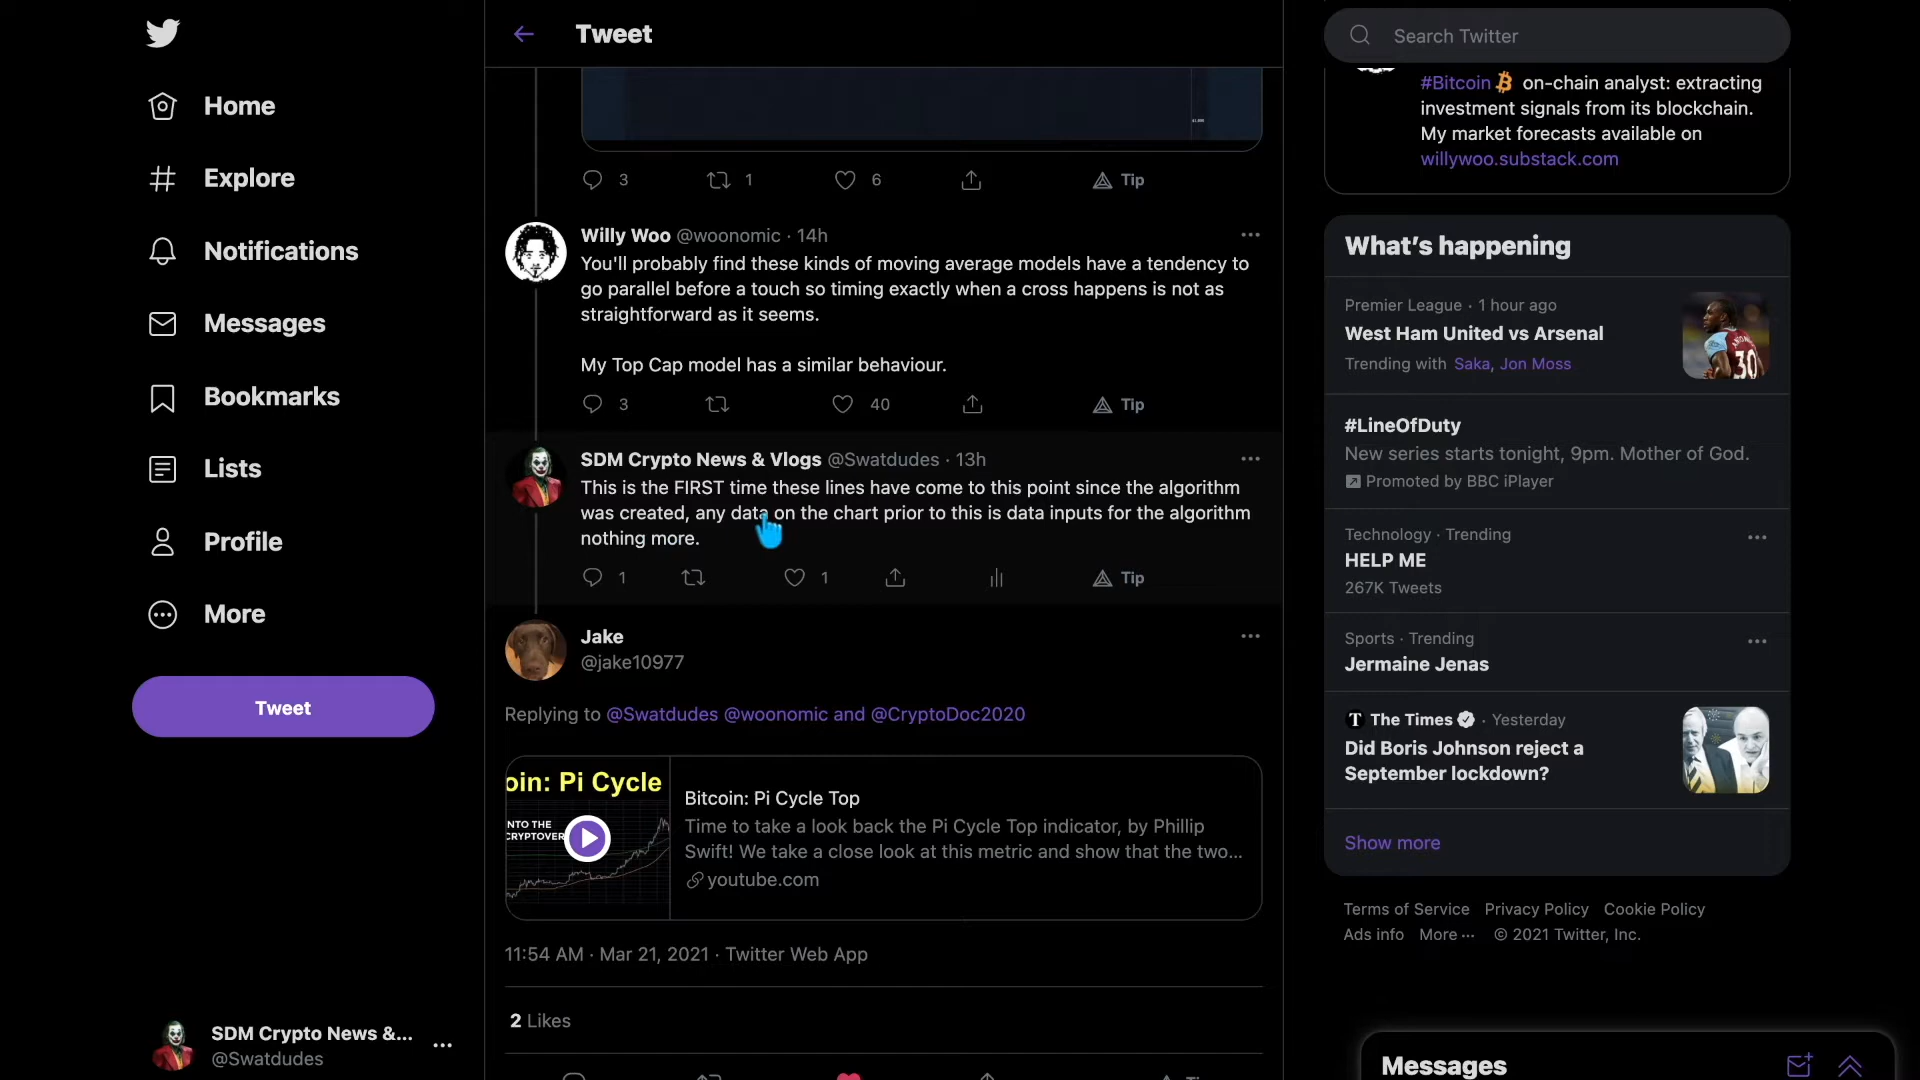 Home
Explore
Notifications
Messages
Bookmarks
Lists
Profile
More
Tweet
SDM Crypto News &...
@Swatdudes
Tweet
3
1
6
Tip
Willy Woo @woonomic · 14h
You'll probably find these kinds of moving average models have a tendency to
go parallel before a touch so timing exactly when a cross happens is not as
straightforward as it seems.
My Top Cap model has a similar behaviour.
3
40
Tip
SDM Crypto News & Vlogs @Swatdudes · 13h
This is the FIRST time these lines have come to this point since the algorithm
was created, any data on the chart prior to this is data inputs for the algorithm
nothing more.
1
1
Tip
Jake
@jake10977
Replying to @Swatdudes @woonomic and @CryptoDoc2020
oin: Pi Cycle
NTO THE
CRYPTOVER
Bitcoin: Pi Cycle Top
Time to take a look back the Pi Cycle Top indicator, by Phillip
Swift! We take a close look at this metric and show that the two...
youtube.com
11:54 AM · Mar 21, 2021 · Twitter Web App
2 Likes
Search Twitter
#Bitcoin on-chain analyst: extracting
investment signals from its blockchain.
My market forecasts available on
willywoo.substack.com
What's happening
Premier League · 1 hour ago
West Ham United vs Arsenal
Trending with Saka, Jon Moss
30
#LineOfDuty
New series starts tonight, 9pm. Mother of God.
Promoted by BBC iPlayer
Technology · Trending
HELP ME
267K Tweets
Sports · Trending
Jermaine Jenas
T The Times · Yesterday
Did Boris Johnson reject a
September lockdown?
Show more
Terms of Service Privacy Policy Cookie Policy
Ads info More ··· © 2021 Twitter, Inc.
Messages